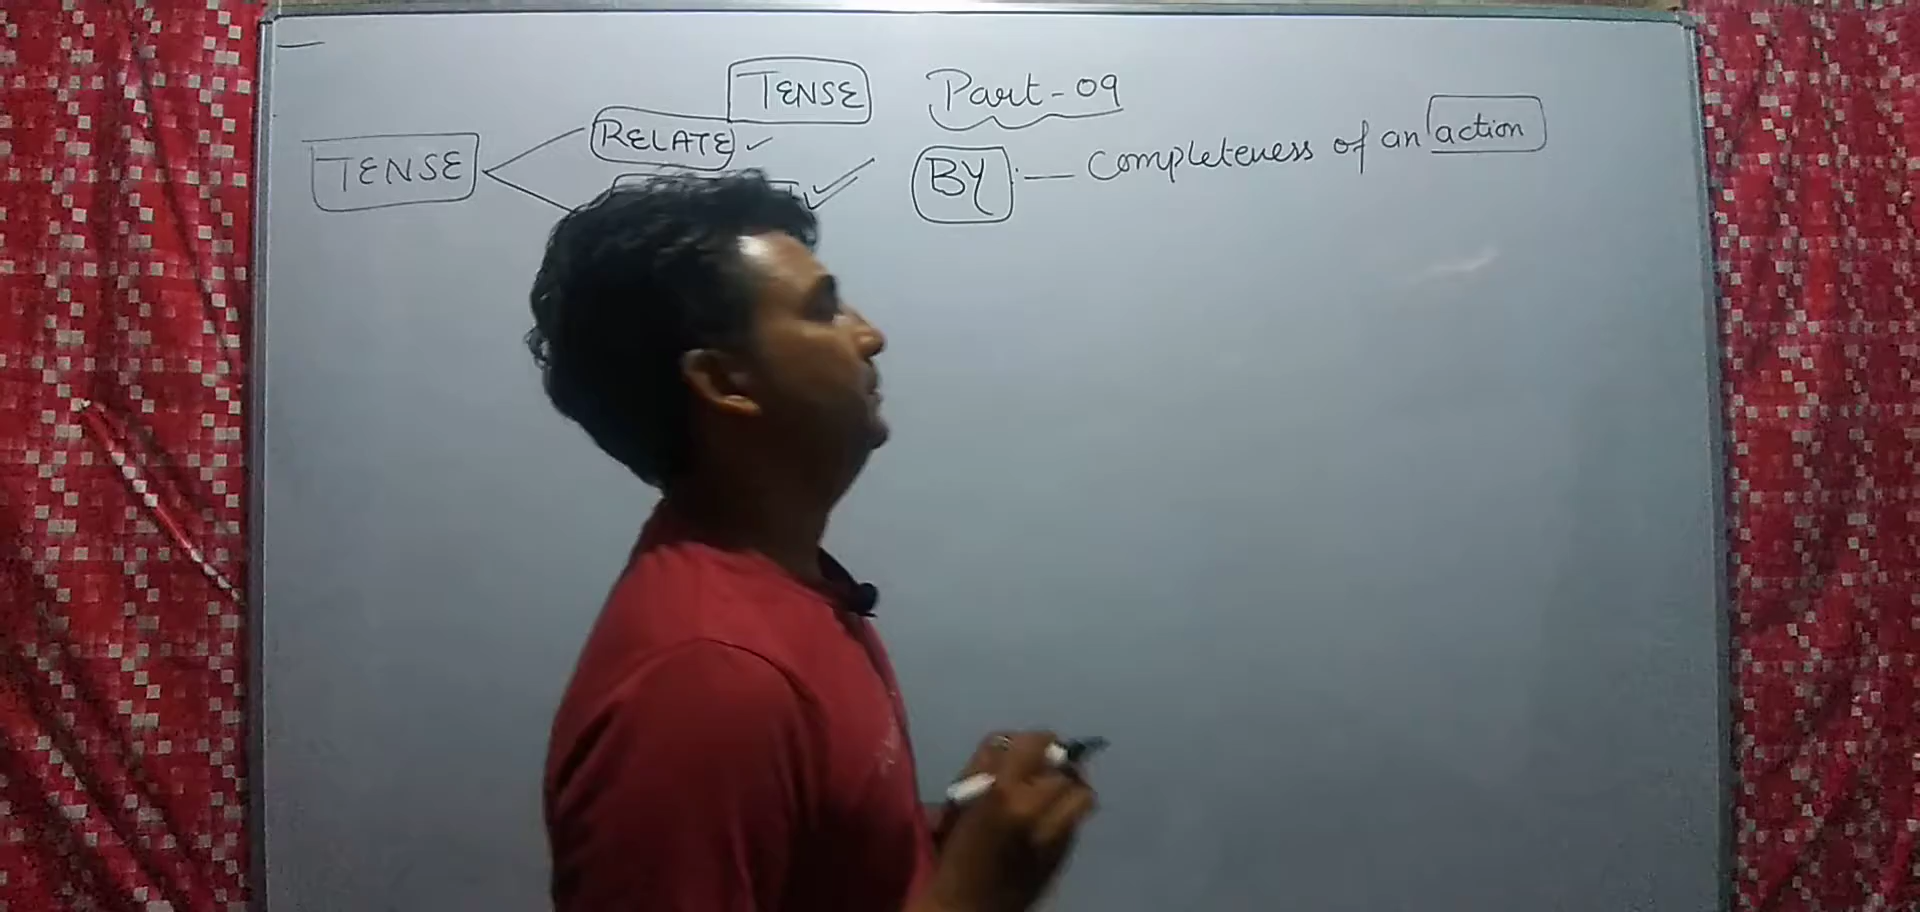 TENSE Part-09
TENSE RELATE
BY :- Completeness of an action